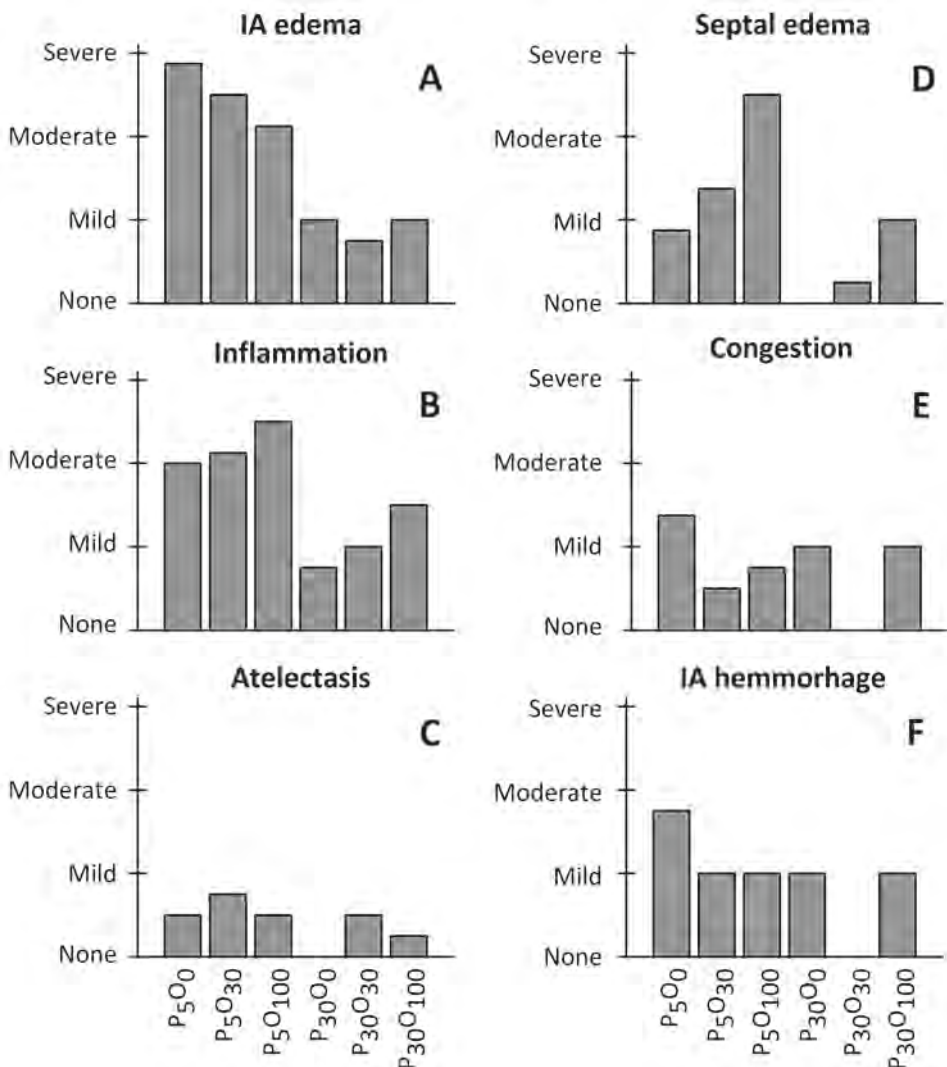 IA edema
Severe
Moderate
Mild
None
A
Septal edema
Severe
Moderate
Mild
None
D
Inflammation
Severe
Moderate
Mild
None
B
Congestion
Severe
Moderate
Mild
None
E
Atelectasis
Severe
Moderate
Mild
None
C
P5O0
P5O30
P5O100
P30O0
P30O30
P30O100
IA hemmorhage
Severe
Moderate
Mild
None
F
P5O0
P5O30
P5O100
P30O0
P30O30
P30O100